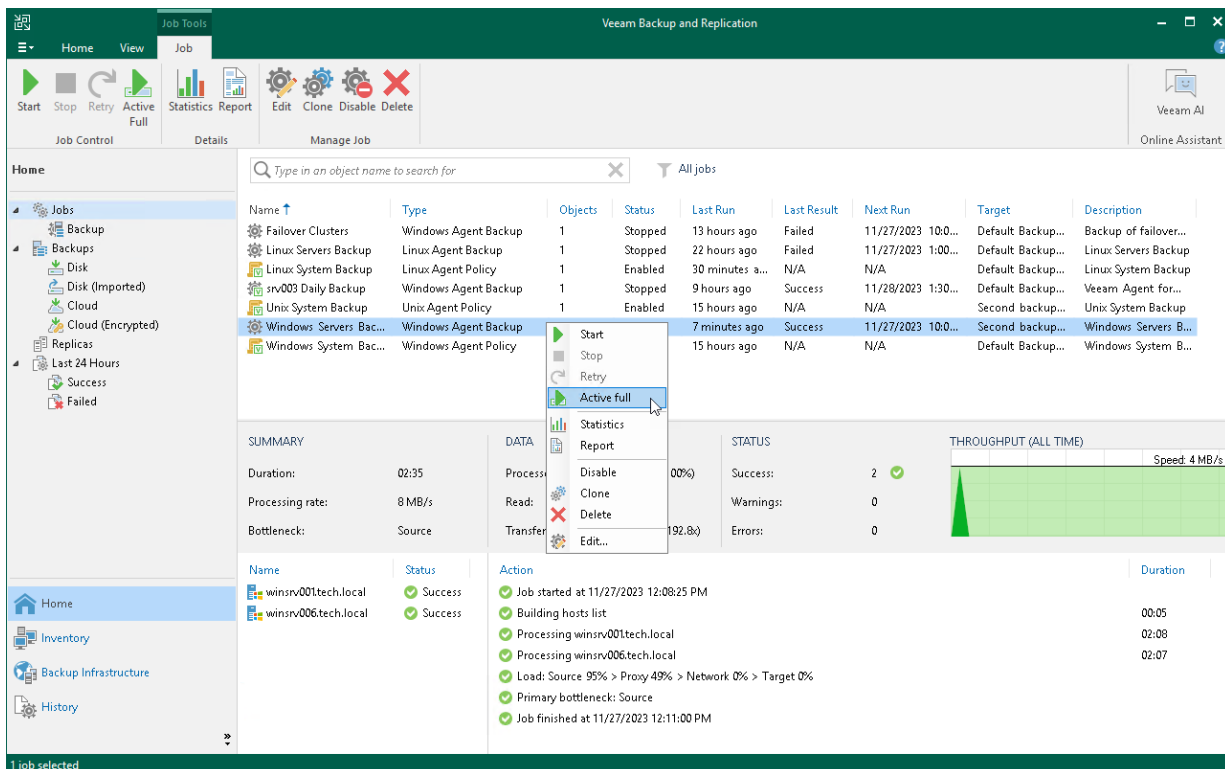 Job Tools
Veeam Backup and Replication
Home View Job
Start Stop Retry Active Full
Statistics Report
Edit Clone Disable Delete
Veeam AI
Job Control Details Manage Job Online Assistant
Home
Type in an object name to search for
All jobs
Jobs
Backup
Backups
Disk
Disk (Imported)
Cloud
Cloud (Encrypted)
Replicas
Last 24 Hours
Success
Failed
Name Type Objects Status Last Run Last Result Next Run Target Description
Failover Clusters Windows Agent Backup 1 Stopped 13 hours ago Failed 11/27/2023 10:0... Default Backup... Backup of failover...
Linux Servers Backup Linux Agent Backup 1 Stopped 22 hours ago Failed 11/27/2023 1:00... Default Backup... Linux Servers Backup
Linux System Backup Linux Agent Policy 1 Enabled 30 minutes a... N/A N/A Default Backup... Linux System Backup
srv003 Daily Backup Windows Agent Backup 1 Stopped 9 hours ago Success 11/28/2023 1:30... Default Backup... Veeam Agent for...
Unix System Backup Unix Agent Policy 1 Enabled 15 hours ago N/A N/A Second backup... Unix System Backup
Windows Servers Bac... Windows Agent Backup 7 minutes ago Success 11/27/2023 10:0... Second backup... Windows Servers B...
Windows System Bac... Windows Agent Policy 15 hours ago N/A N/A Default Backup... Windows System B...
Start
Stop
Retry
Active full
Statistics
Report
Disable
Clone
Delete
Edit...
SUMMARY
Duration: 02:35
Processing rate: 8 MB/s
Bottleneck: Source
DATA
Process 00%)
Read:
Transfer 192.8x)
STATUS
Success: 2
Warnings: 0
Errors: 0
THROUGHPUT (ALL TIME)
Speed: 4 MB/s
Name Status
winsrv001.tech.local Success
winsrv006.tech.local Success
Action Duration
Job started at 11/27/2023 12:08:25 PM
Building hosts list 00:05
Processing winsrv001.tech.local 02:08
Processing winsrv006.tech.local 02:07
Load: Source 95% > Proxy 49% > Network 0% > Target 0%
Primary bottleneck: Source
Job finished at 11/27/2023 12:11:00 PM
Home
Inventory
Backup Infrastructure
History
1 job selected